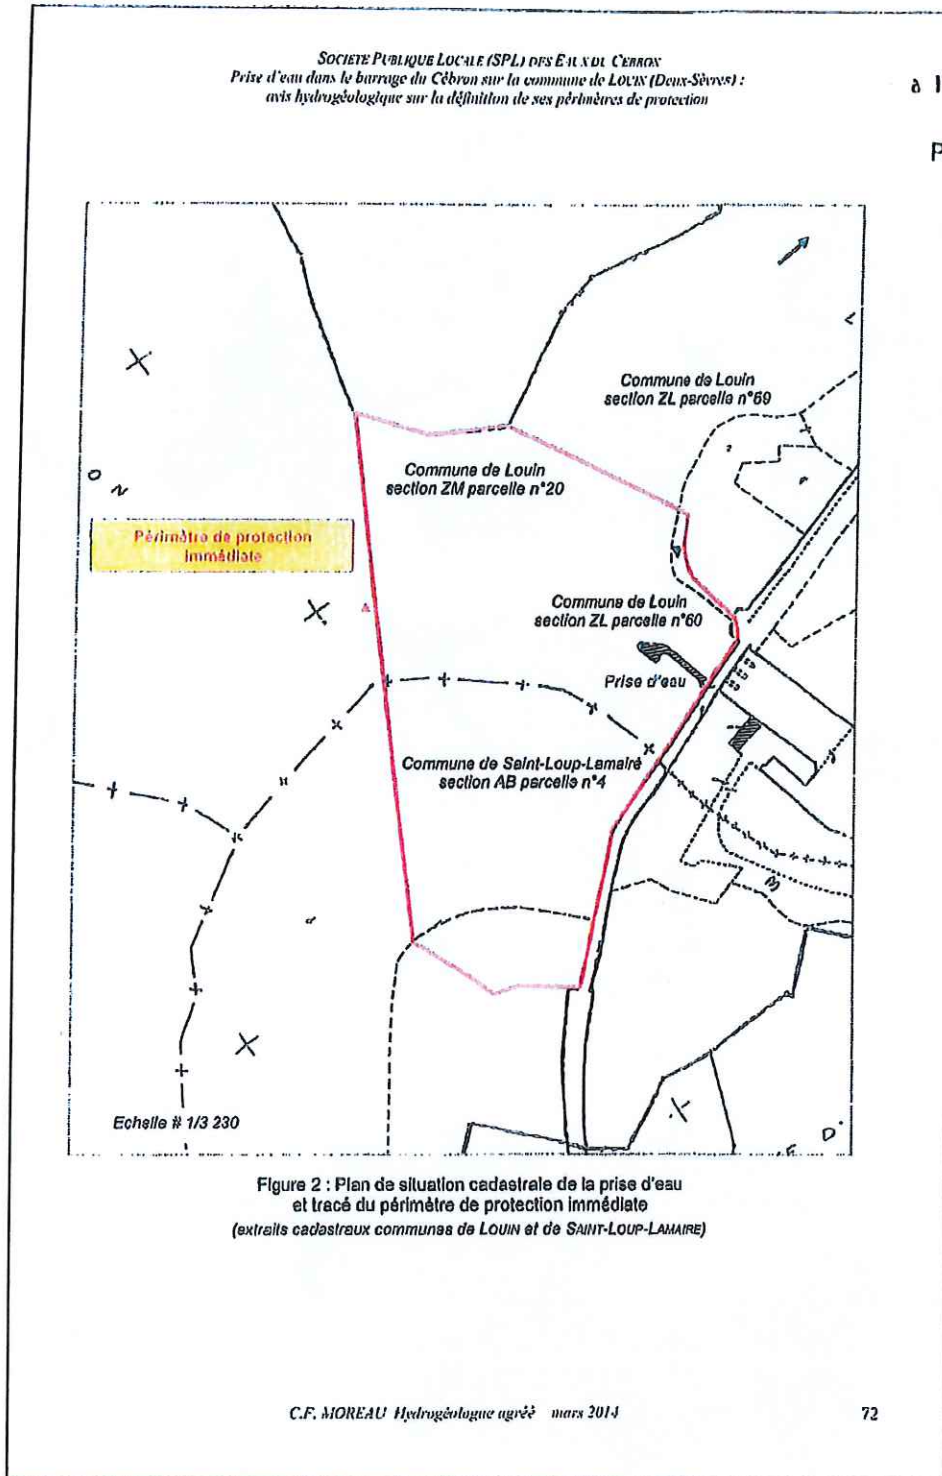 SOCIETE PUBLIQUE LOCALE (SPL) DES EAUX DU CEBRON
Prise d'eau dans le barrage du Cébron sur la commune de LOUIN (Deux-Sèvres) :
avis hydrogéologique sur la définition de ses périmètres de protection
à l
P
Commune de Louin
section ZL parcelle n°59
Commune de Louin
section ZM parcelle n°20
O N
Périmètre de protection
immédiate
Commune de Louin
section ZL parcelle n°60
Prise d'eau
Commune de Saint-Loup-Lamairé
section AB parcelle n°4
Echelle # 1/3 230
D'
Figure 2 : Plan de situation cadastrale de la prise d'eau
et tracé du périmètre de protection immédiate
(extraits cadastraux communes de LOUIN et de SAINT-LOUP-LAMAIRE)
C.F. MOREAU Hydrogéologue agréé mars 2014
72